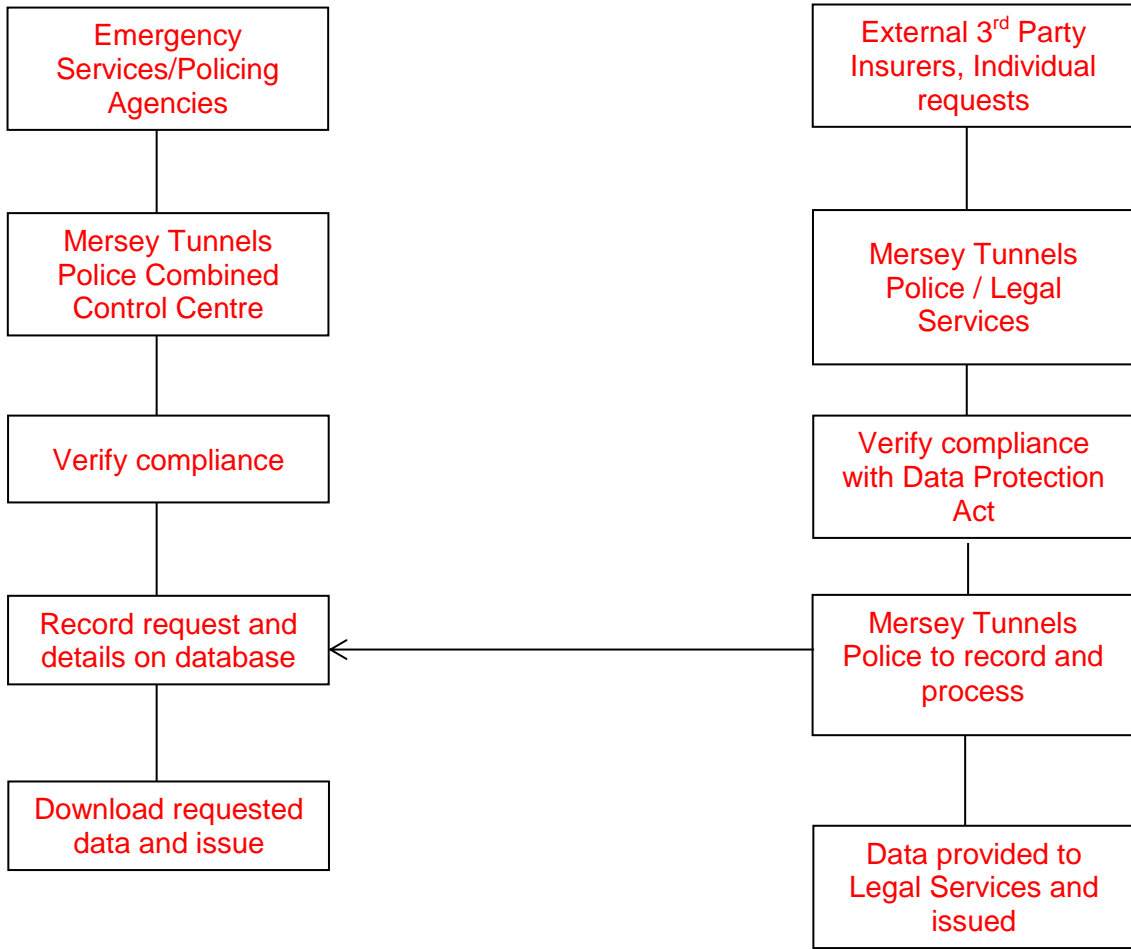 Emergency
Services/Policing
Agencies
Mersey Tunnels
Police Combined
Control Centre
Verify compliance
Record request and
details on database
Download requested
data and issue
External 3rd Party
Insurers, Individual
requests
Mersey Tunnels
Police / Legal
Services
Verify compliance
with Data Protection
Act
Mersey Tunnels
Police to record and
process
Data provided to
Legal Services and
issued